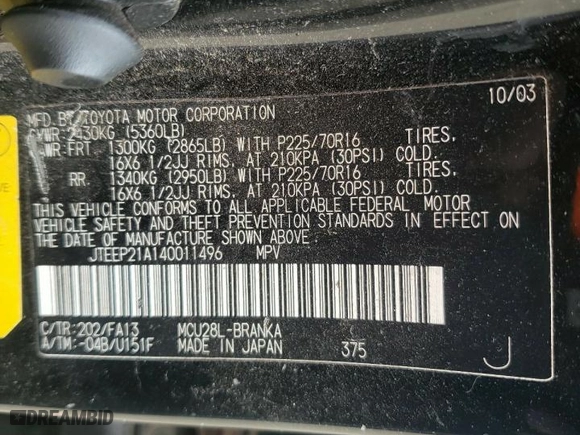 10/03
MFD. BY: TOYOTA MOTOR CORPORATION
GVWR: 2430KG (5360LB)
GAWR:FRT. 1300KG (2865LB) WITH P225/70R16 TIRES,
16X6 1/2JJ RIMS, AT 210KPA (30PSI) COLD.
RR. 1340KG (2950LB) WITH P225/70R16 TIRES,
16X6 1/2JJ RIMS, AT 210KPA (30PSI) COLD.
THIS VEHICLE CONFORMS TO ALL APPLICABLE FEDERAL MOTOR
VEHICLE SAFETY AND THEFT PREVENTION STANDARDS IN EFFECT ON
THE DATE OF MANUFACTURE SHOWN ABOVE.
JTEEP21A140011496 MPV
C/TR:202/FA13 MCU28L-BRANKA
A/TM:-04B/U151F MADE IN JAPAN 375 J
DREAMBID